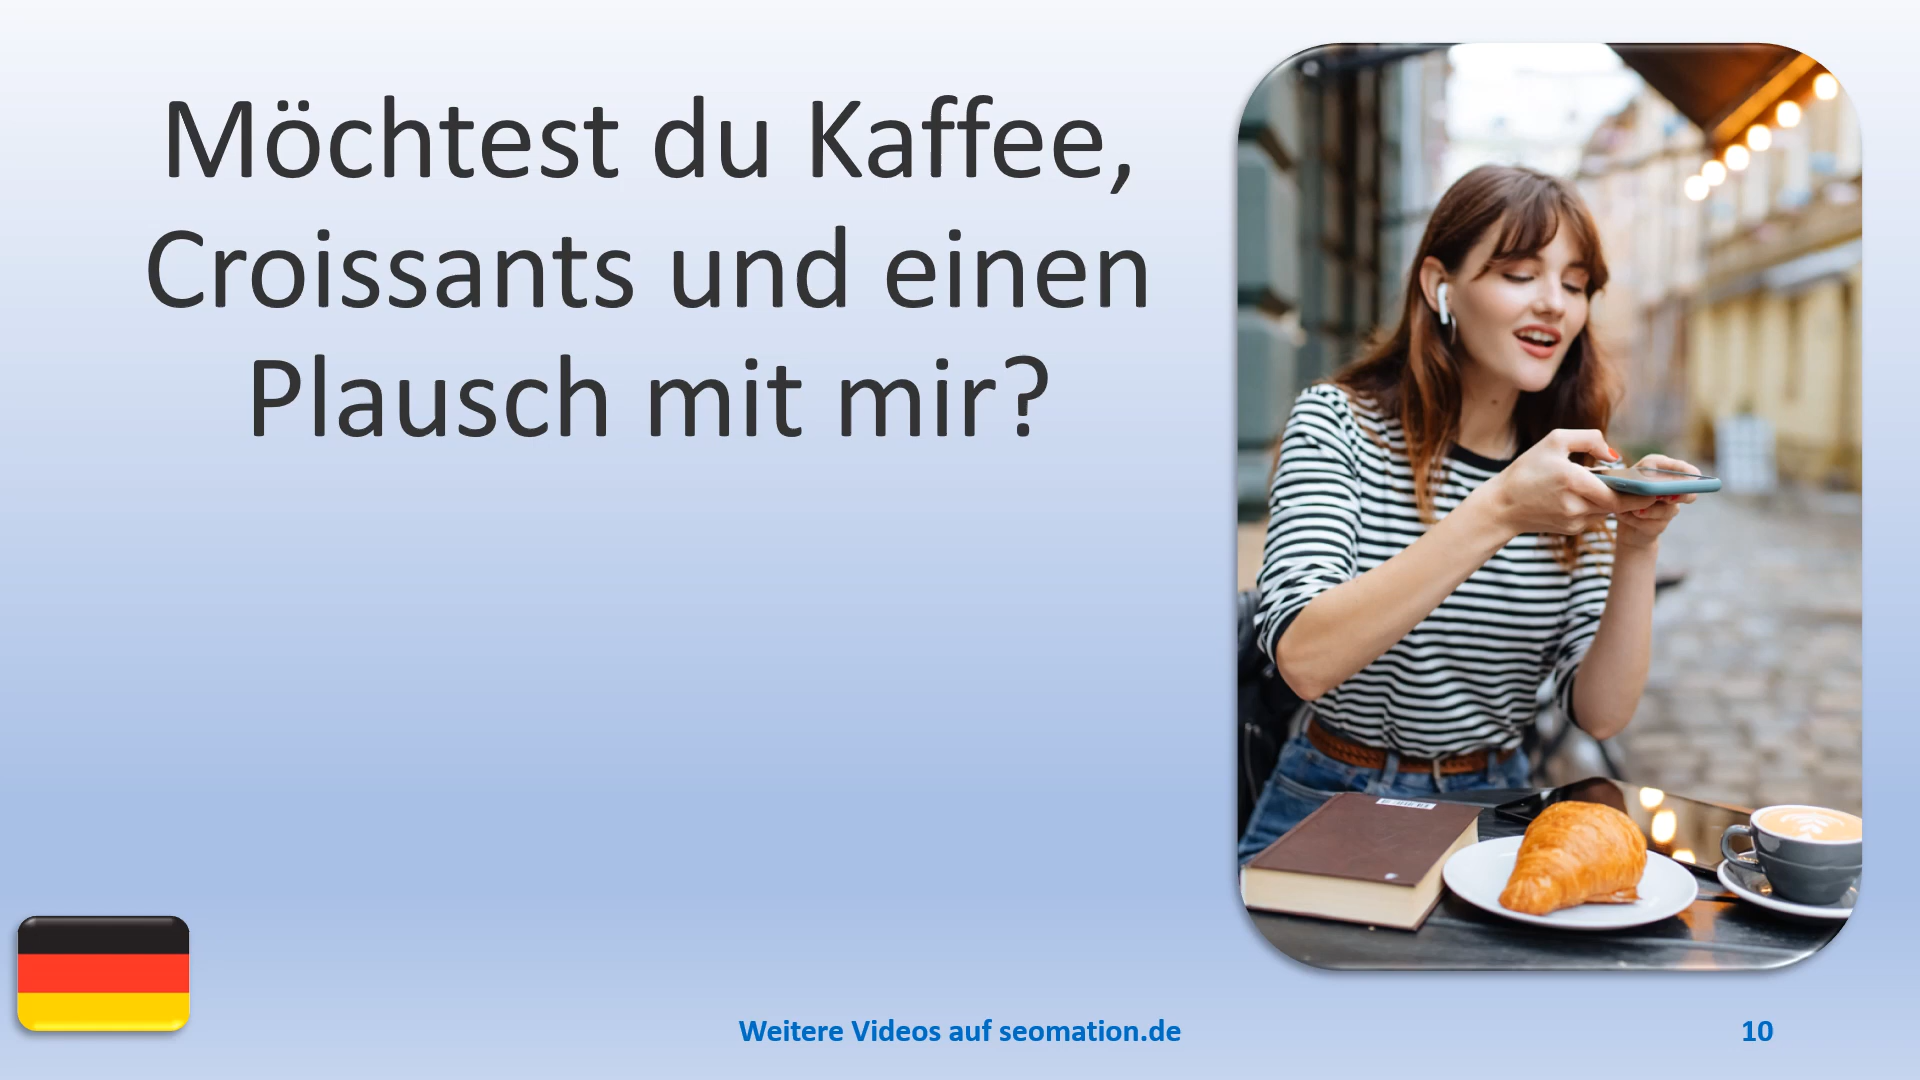 Möchtest du Kaffee,
Croissants und einen
Plausch mit mir?
Weitere Videos auf seomation.de
10